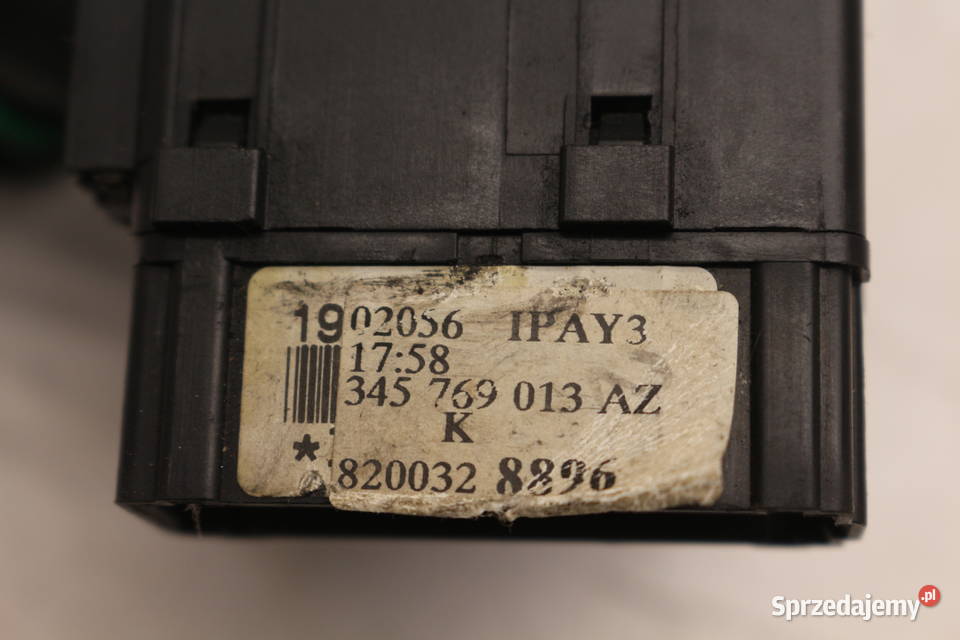 1902056 IPAY3
17:58
345 769 013 AZ
K
* 820032 8896
Sprzedajemy.pl